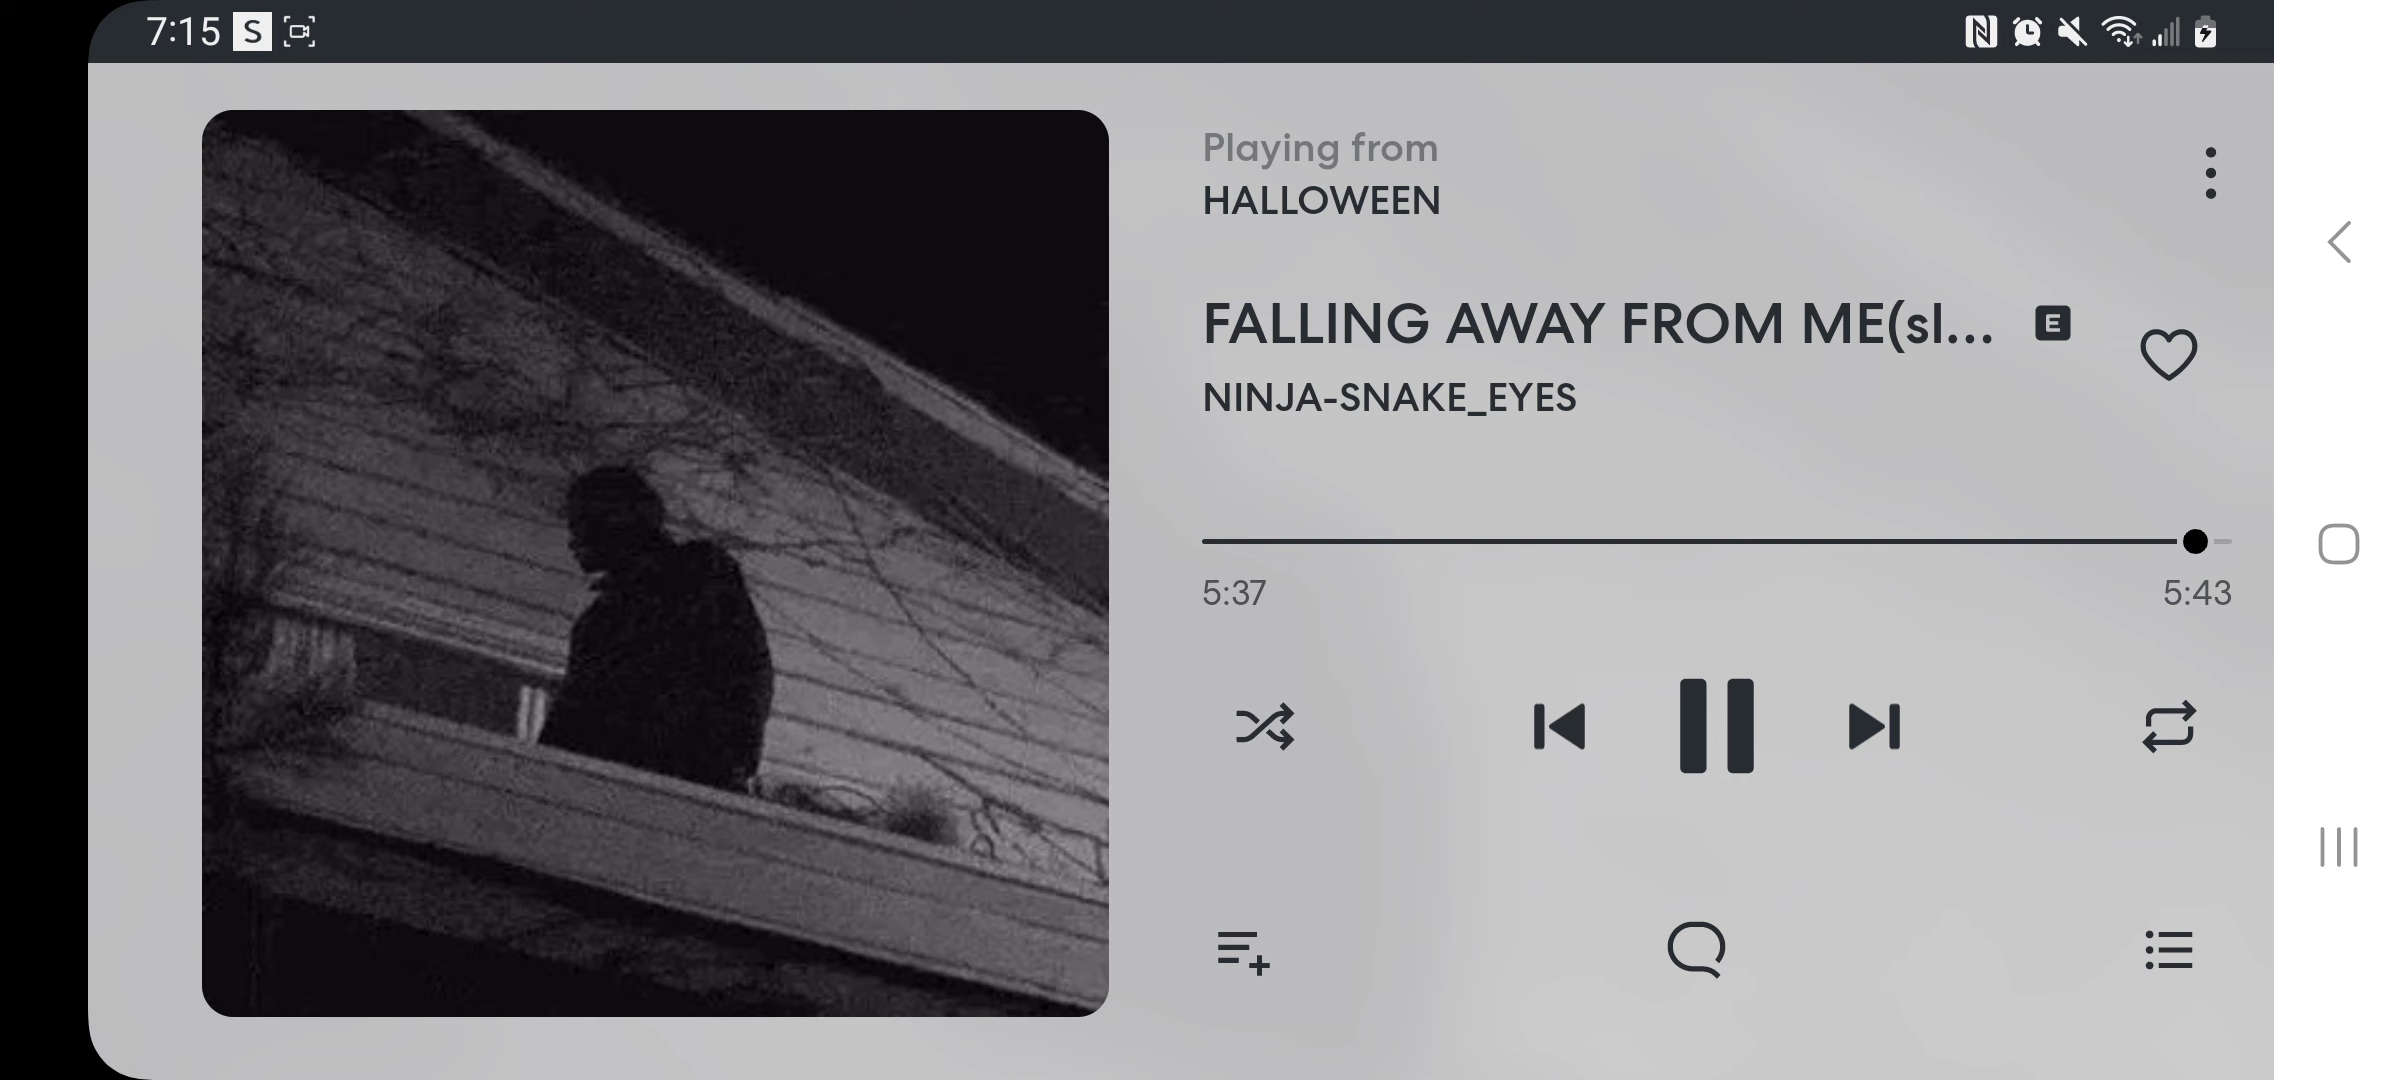 7:15 S
Playing from
HALLOWEEN
FALLING AWAY FROM ME(sl... E
NINJA-SNAKE_EYES
5:37 5:43